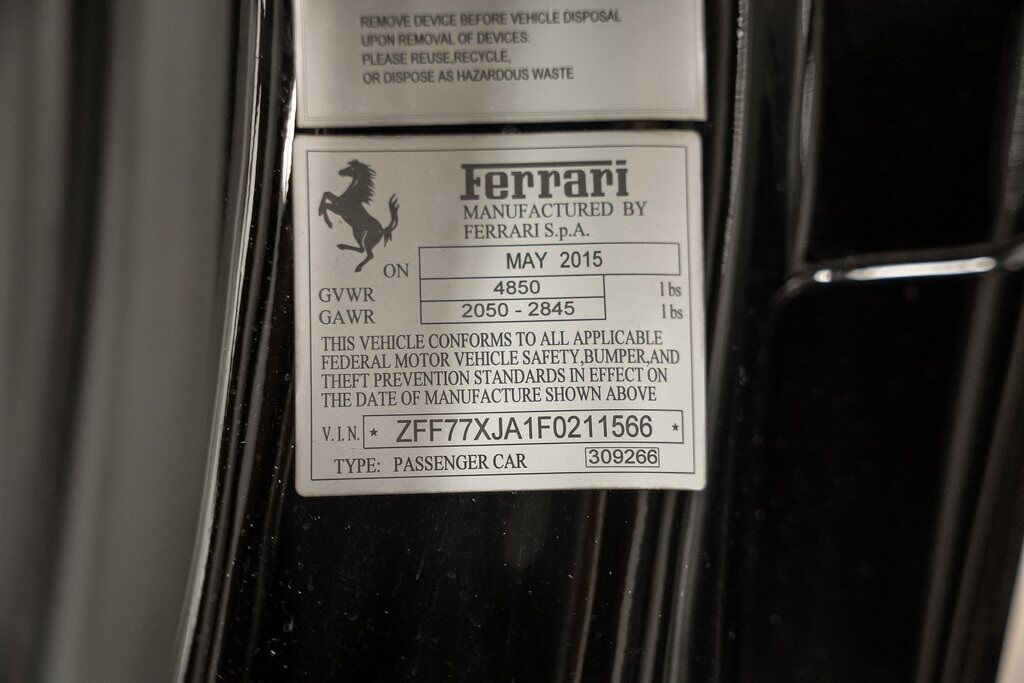 REMOVE DEVICE BEFORE VEHICLE DISPOSAL
UPON REMOVAL OF DEVICES:
PLEASE REUSE,RECYCLE,
OR DISPOSE AS HAZARDOUS WASTE
Ferrari
MANUFACTURED BY
FERRARI S.p.A.
ON MAY 2015
GVWR 4850 lbs
GAWR 2050 - 2845 lbs
THIS VEHICLE CONFORMS TO ALL APPLICABLE
FEDERAL MOTOR VEHICLE SAFETY,BUMPER,AND
THEFT PREVENTION STANDARDS IN EFFECT ON
THE DATE OF MANUFACTURE SHOWN ABOVE
V.I.N. * ZFF77XJA1F0211566 *
TYPE: PASSENGER CAR 309266